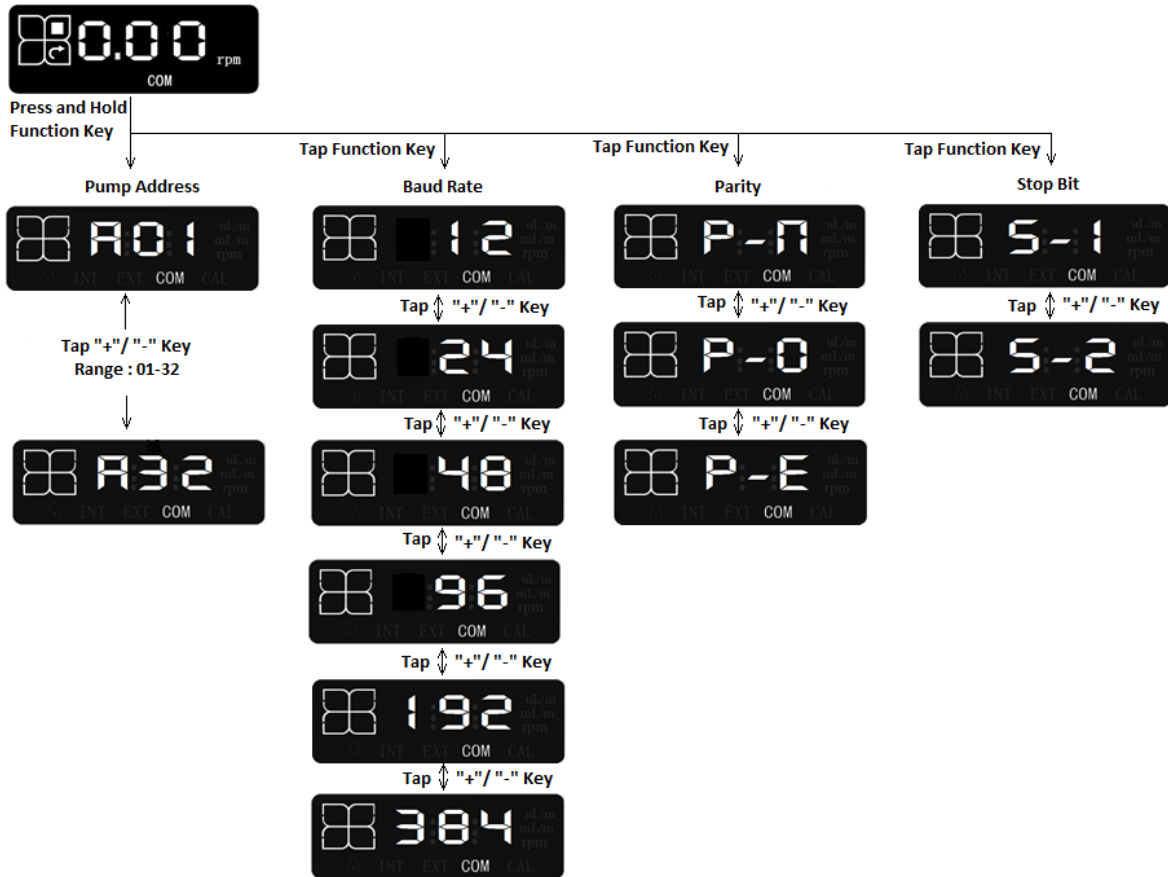 0.00 rpm
COM
Press and Hold
Function Key
Tap Function Key
Tap Function Key
Tap Function Key
Pump Address
Baud Rate
Parity
Stop Bit
A01 uL/m
mL/m
rpm
INT EXT COM CAL
12 uL/m
mL/m
rpm
INT EXT COM CAL
P-n uL/m
mL/m
rpm
INT EXT COM CAL
S-1 uL/m
mL/m
rpm
INT EXT COM CAL
Tap "+"/ "-" Key
Tap "+"/ "-" Key
Tap "+"/ "-" Key
Tap "+"/ "-" Key
Range : 01-32
24 uL/m
mL/m
rpm
INT EXT COM CAL
P-O uL/m
mL/m
rpm
INT EXT COM CAL
S-2 uL/m
mL/m
rpm
INT EXT COM CAL
Tap "+"/ "-" Key
Tap "+"/ "-" Key
A32 uL/m
mL/m
rpm
INT EXT COM CAL
48 uL/m
mL/m
rpm
INT EXT COM CAL
P-E uL/m
mL/m
rpm
INT EXT COM CAL
Tap "+"/ "-" Key
96 uL/m
mL/m
rpm
INT EXT COM CAL
Tap "+"/ "-" Key
192 uL/m
mL/m
rpm
INT EXT COM CAL
Tap "+"/ "-" Key
384 uL/m
mL/m
rpm
INT EXT COM CAL